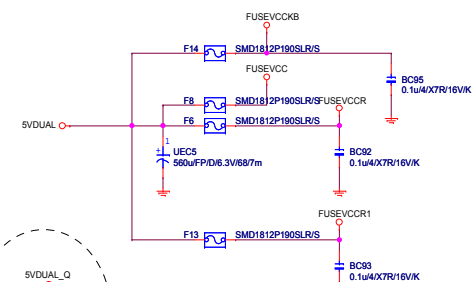 FUSEVCCKB
F14 SMD1812P190SLR/S
FUSEVCC
BC95
0.1u/4/X7R/16V/K
F8 SMD1812P190SLR/S FUSEVCCR
5VDUAL F6 SMD1812P190SLR/S
1
+ UEC5
560u/FP/D/6.3V/68/7m
BC92
0.1u/4/X7R/16V/K
FUSEVCCR1
F13 SMD1812P190SLR/S
5VDUAL_Q
BC93
0.1u/4/X7R/16V/K